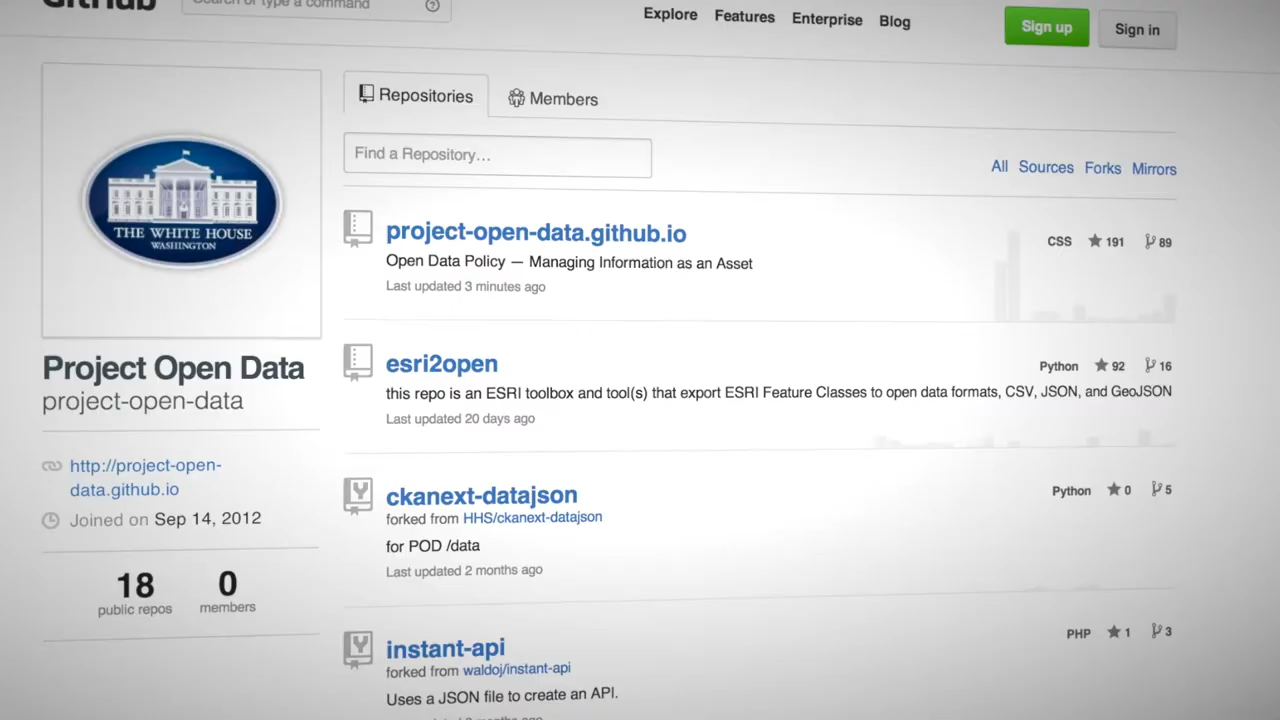 GitHub
Search or type a command
Explore Features Enterprise Blog
Sign up Sign in
THE WHITE HOUSE
WASHINGTON
Project Open Data
project-open-data
http://project-open-
data.github.io
Joined on Sep 14, 2012
18 0
public repos members
Repositories Members
Find a Repository...
All Sources Forks Mirrors
project-open-data.github.io CSS 191 89
Open Data Policy — Managing Information as an Asset
Last updated 3 minutes ago
esri2open Python 92 16
this repo is an ESRI toolbox and tool(s) that export ESRI Feature Classes to open data formats, CSV, JSON, and GeoJSON
Last updated 20 days ago
ckanext-datajson Python 0 5
forked from HHS/ckanext-datajson
for POD /data
Last updated 2 months ago
instant-api PHP 1 3
forked from waldoj/instant-api
Uses a JSON file to create an API.